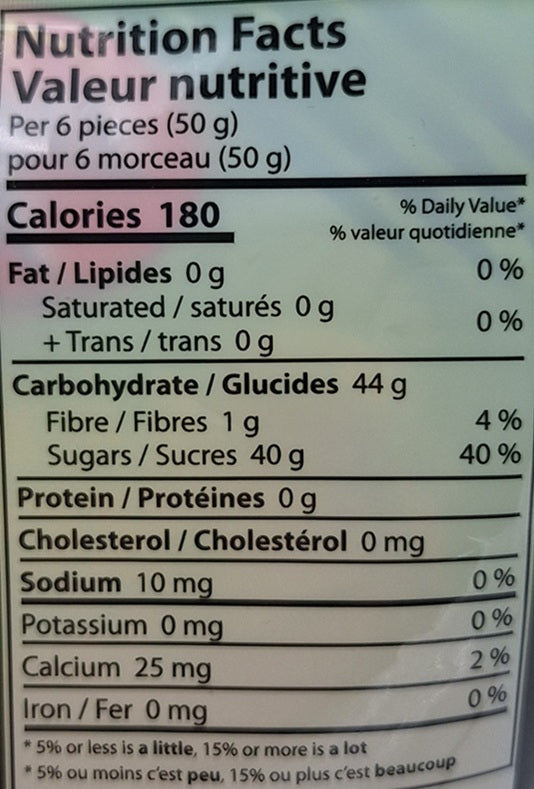 Nutrition Facts
Valeur nutritive
Per 6 pieces (50 g)
pour 6 morceau (50 g)
Calories 180
% Daily Value*
% valeur quotidienne*
Fat / Lipides 0 g 0 %
Saturated / saturés 0 g
+ Trans / trans 0 g 0 %
Carbohydrate / Glucides 44 g
Fibre / Fibres 1 g 4 %
Sugars / Sucres 40 g 40 %
Protein / Protéines 0 g
Cholesterol / Cholestérol 0 mg
Sodium 10 mg 0 %
Potassium 0 mg 0 %
Calcium 25 mg 2 %
Iron / Fer 0 mg 0 %
* 5% or less is a little, 15% or more is a lot
* 5% ou moins c'est peu, 15% ou plus c'est beaucoup